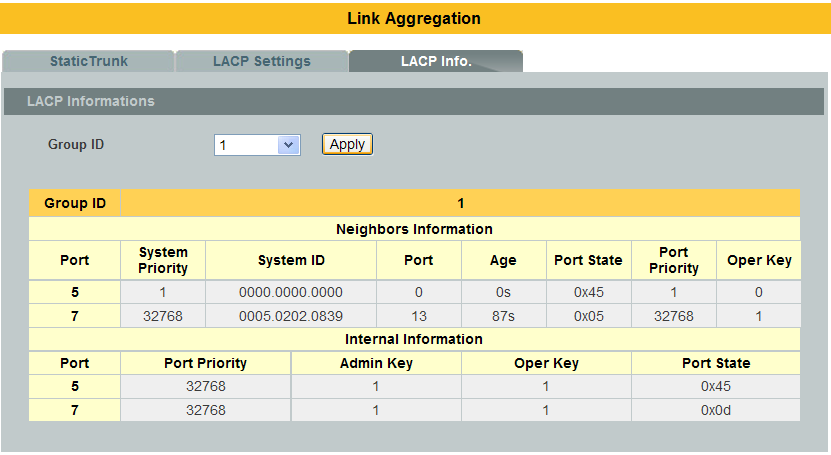 Link Aggregation
StaticTrunk LACP Settings LACP Info.
LACP Informations
Group ID 1 Apply
Group ID 1
Neighbors Information
Port System Priority System ID Port Age Port State Port Priority Oper Key
5 1 0000.0000.0000 0 0s 0x45 1 0
7 32768 0005.0202.0839 13 87s 0x05 32768 1
Internal Information
Port Port Priority Admin Key Oper Key Port State
5 32768 1 1 0x45
7 32768 1 1 0x0d